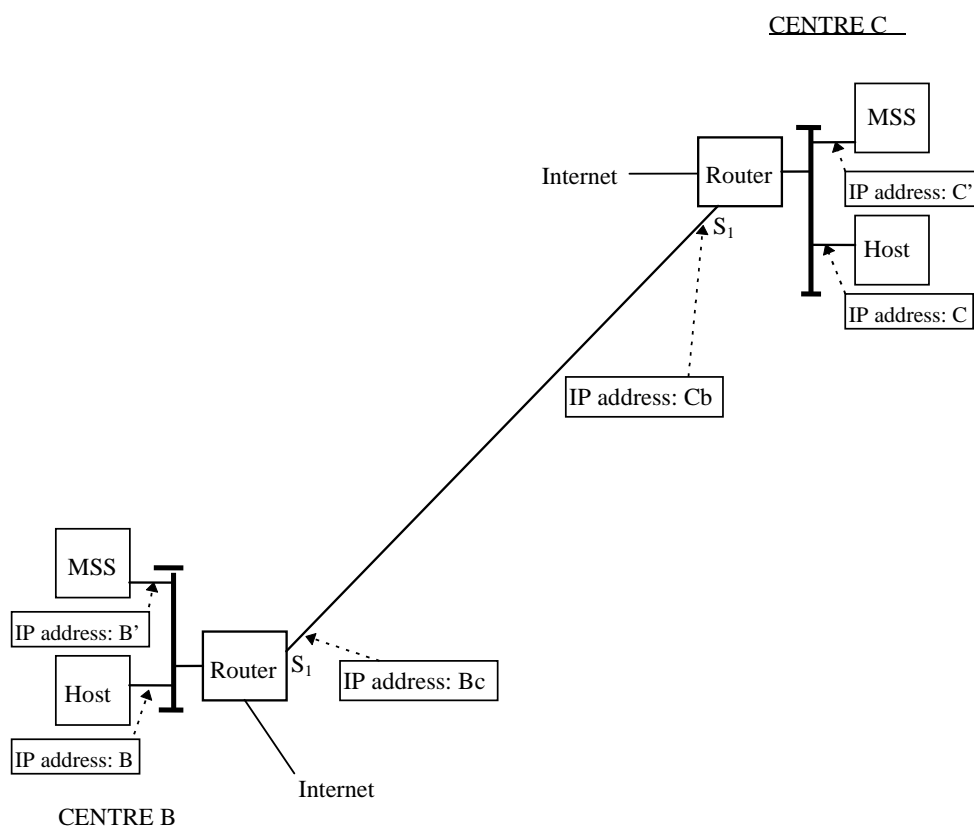 CENTRE C
MSS
Internet
Router
IP address: C’
S1
Host
IP address: C
IP address: Cb
MSS
IP address: B’
Router
S1
IP address: Bc
Host
IP address: B
Internet
CENTRE B